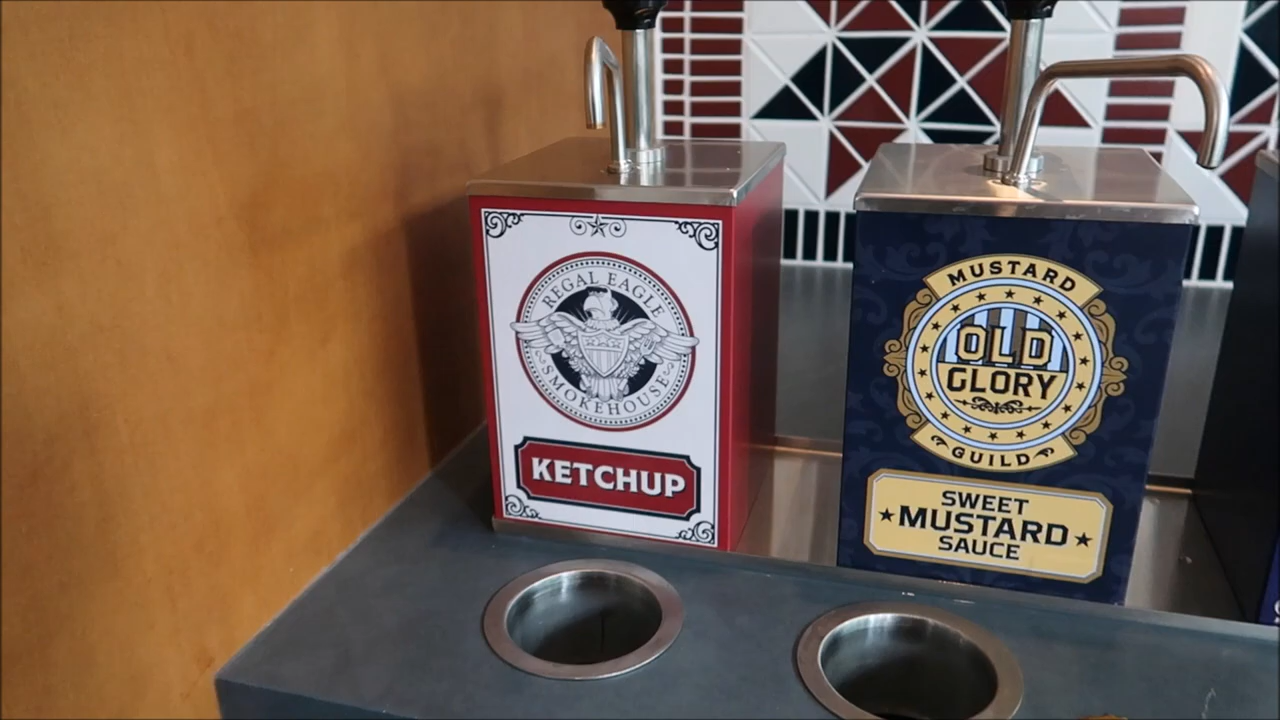 REGAL EAGLE
SMOKEHOUSE
KETCHUP
MUSTARD
OLD
GLORY
GUILD
SWEET
MUSTARD
SAUCE